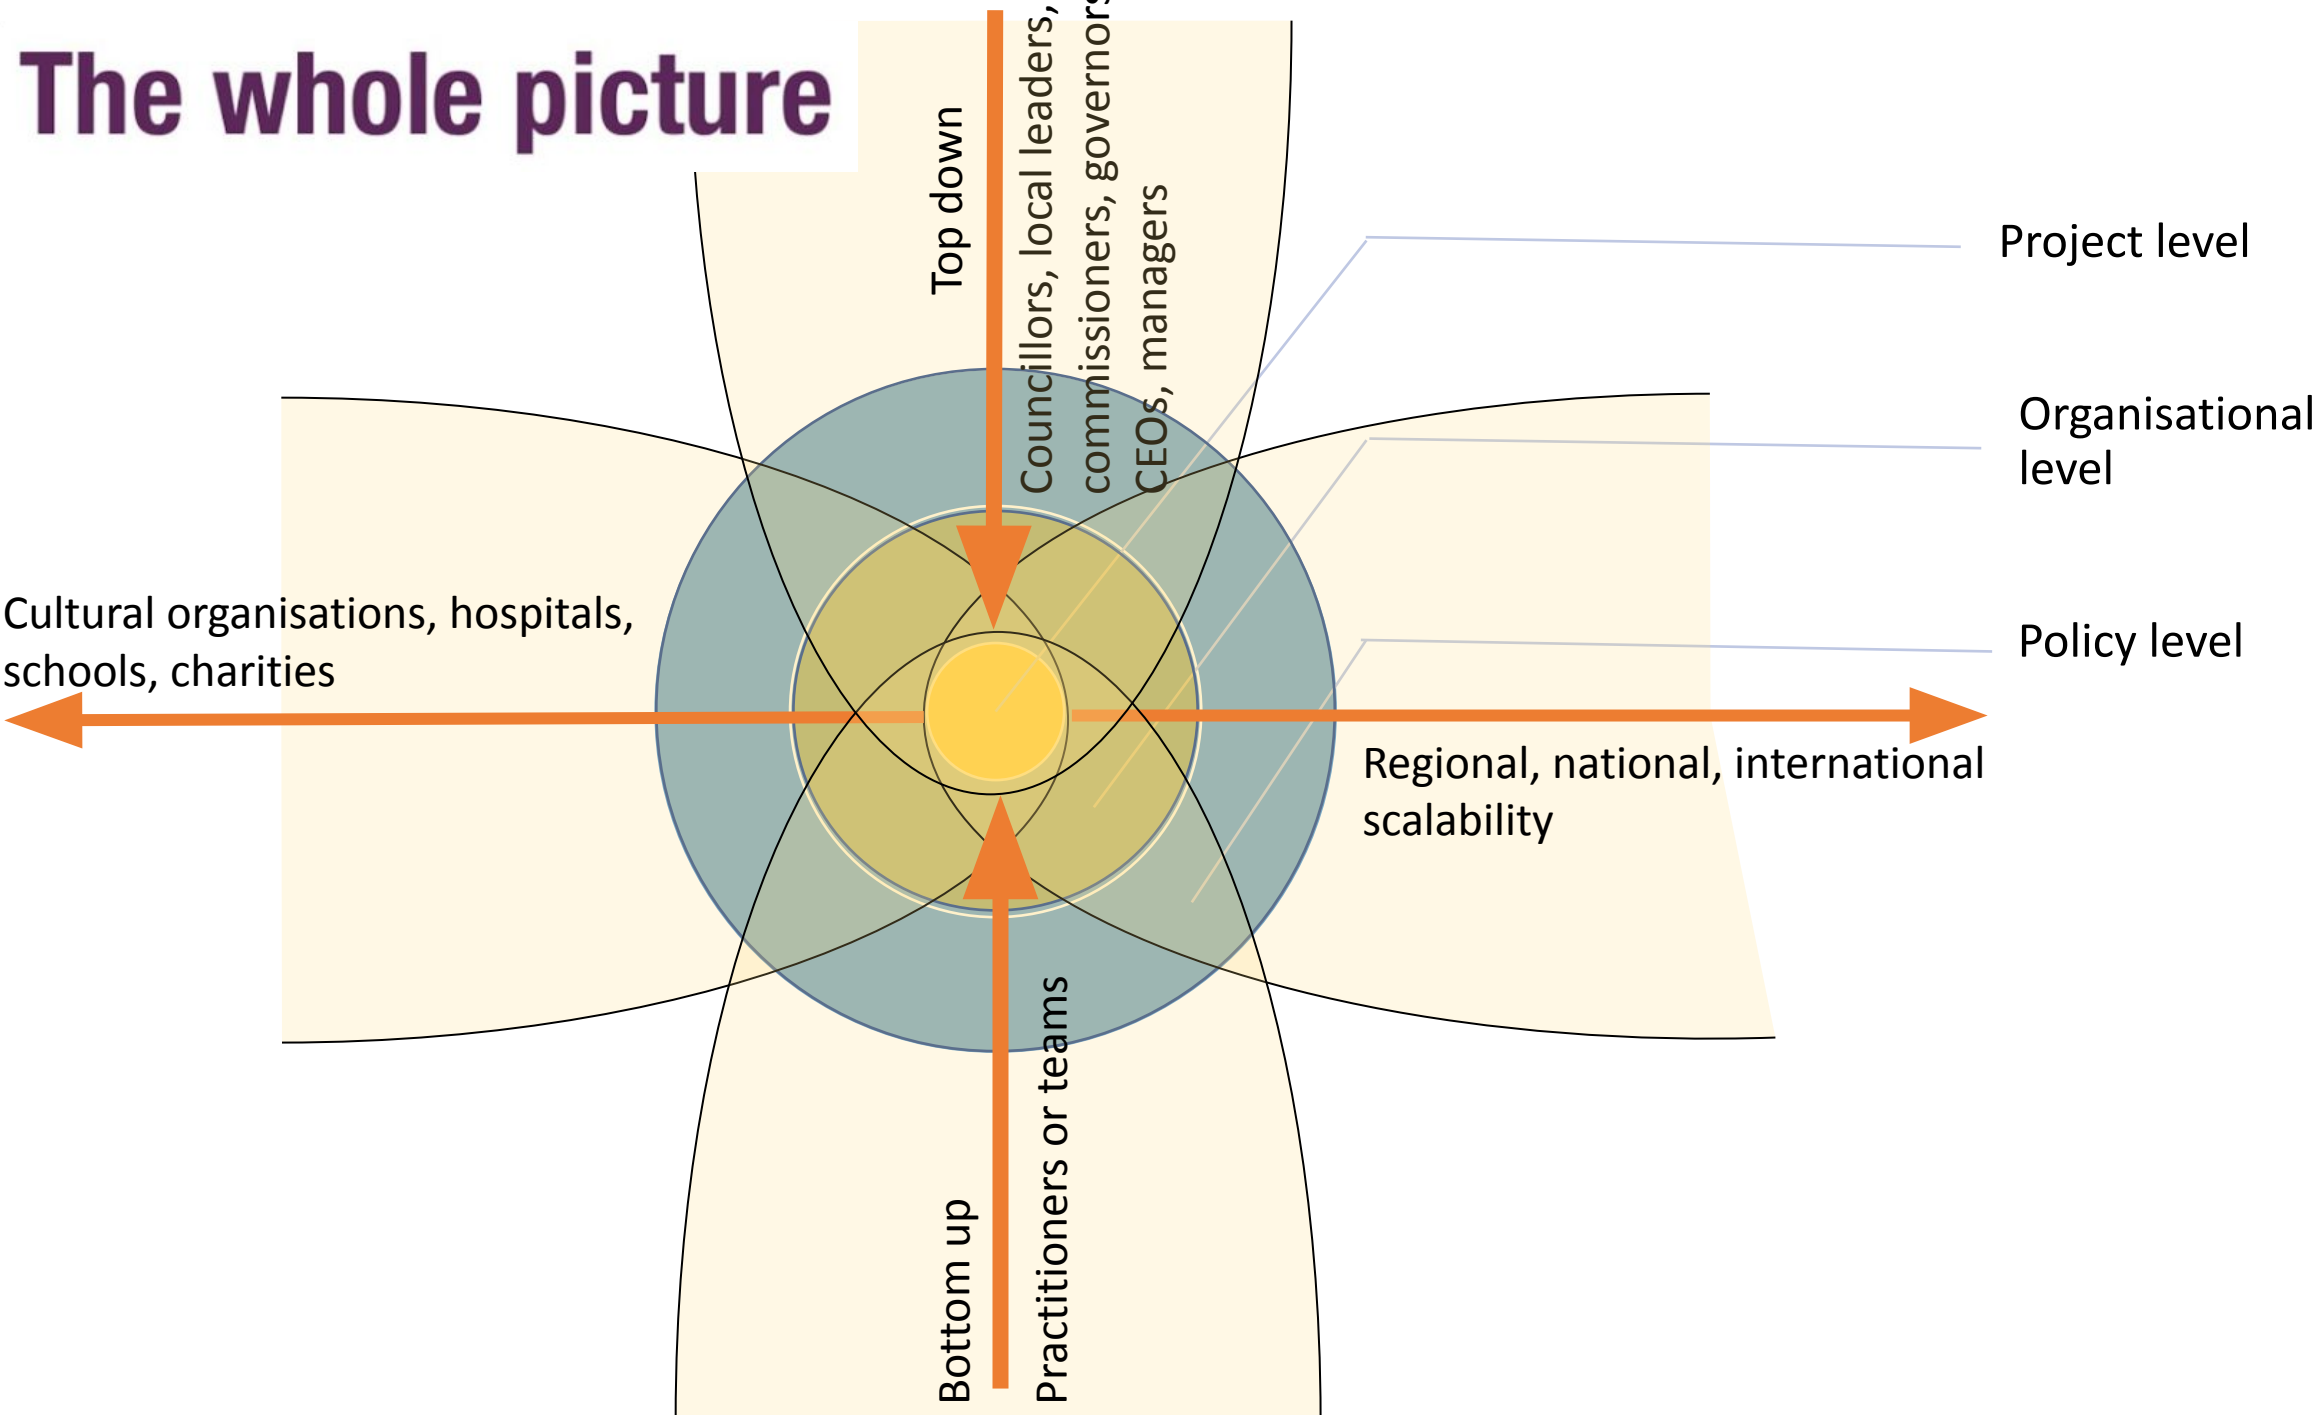 The whole picture
Top down
Councillors, local leaders,
commissioners, governors
CEOs, managers
Project level
Organisational
level
Policy level
Cultural organisations, hospitals,
schools, charities
Regional, national, international
scalability
Bottom up
Practitioners or teams